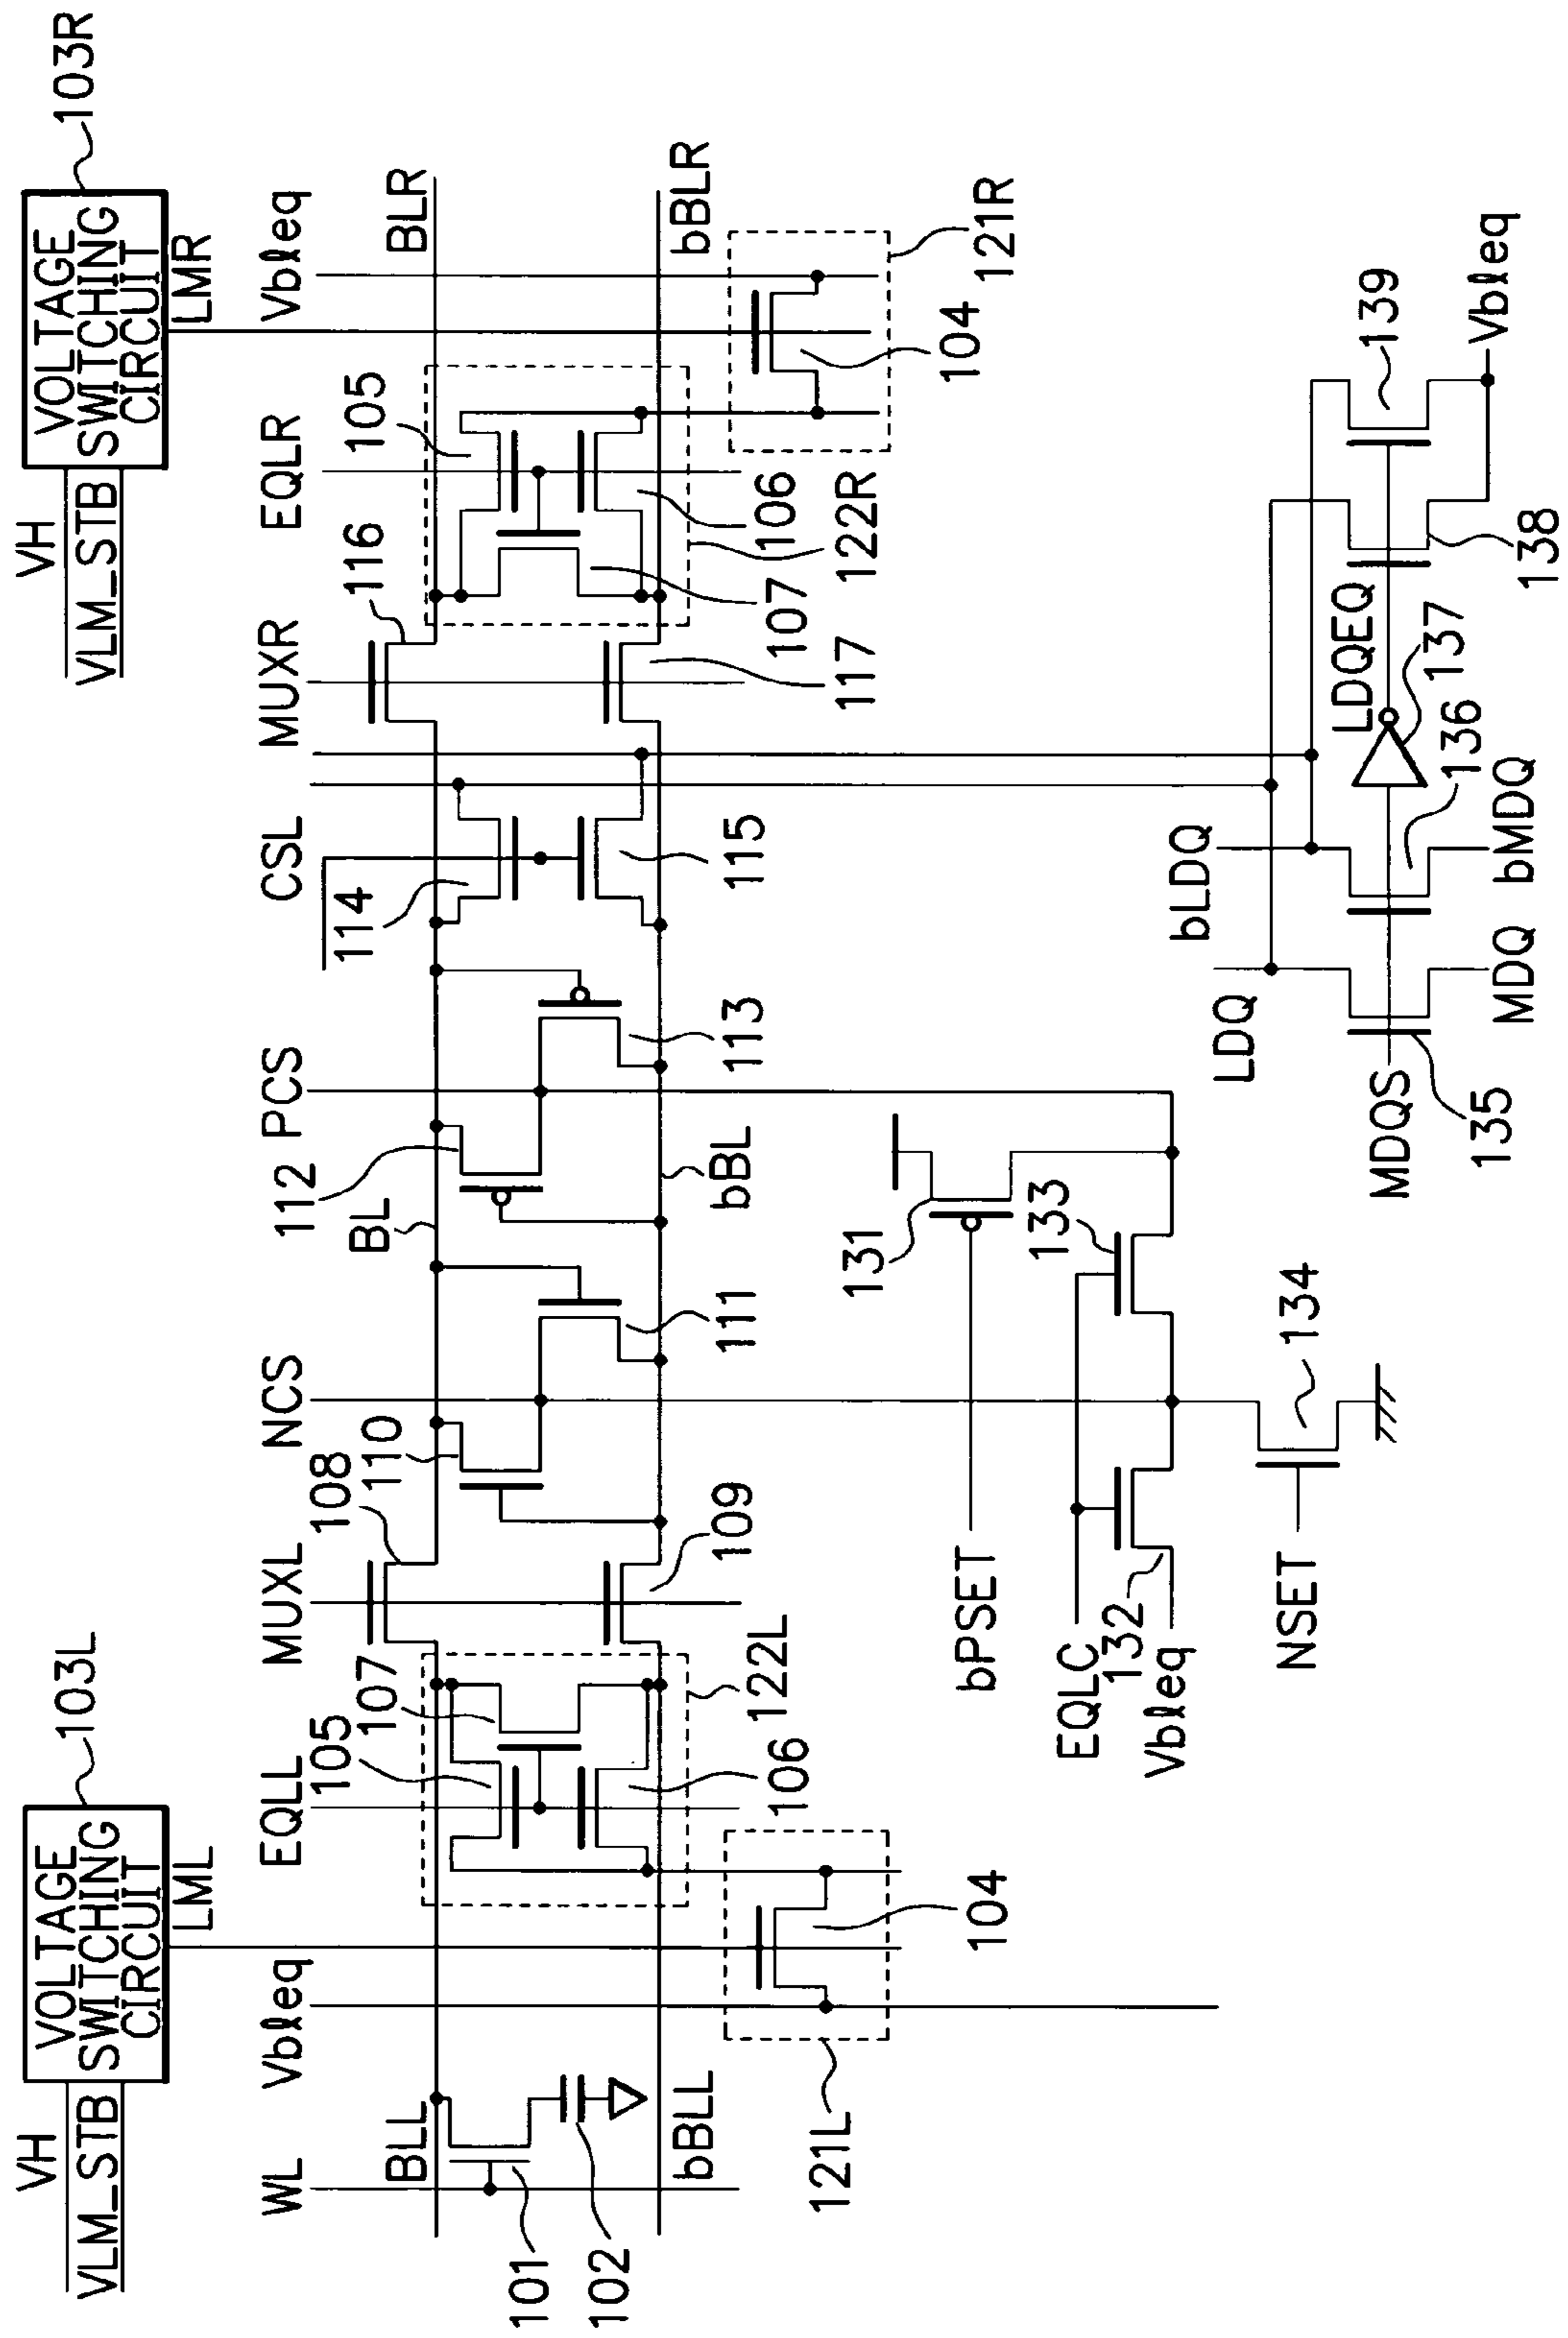 VH
VLM_STB
VOLTAGE
SWITCHING
CIRCUIT
103L
LML
VH
VLM_STB
VOLTAGE
SWITCHING
CIRCUIT
103R
LMR
WL
Vbleq
EQLL
MUXL
NCS
PCS
CSL
MUXR
EQLR
Vbleq
105
107
108
110
BL
112
114
116
105
BLL
BLR
101
102
bBLL
bBLR
121L
104
106
122L
109
111
bBL
113
115
117
107
122R
106
104
121R
bPSET
131
EQLC
132
133
Vbleq
NSET
134
LDQ
bLDQ
MDQS
135
MDQ
136
bMDQ
137
LDQEQ
138
139
Vbleq